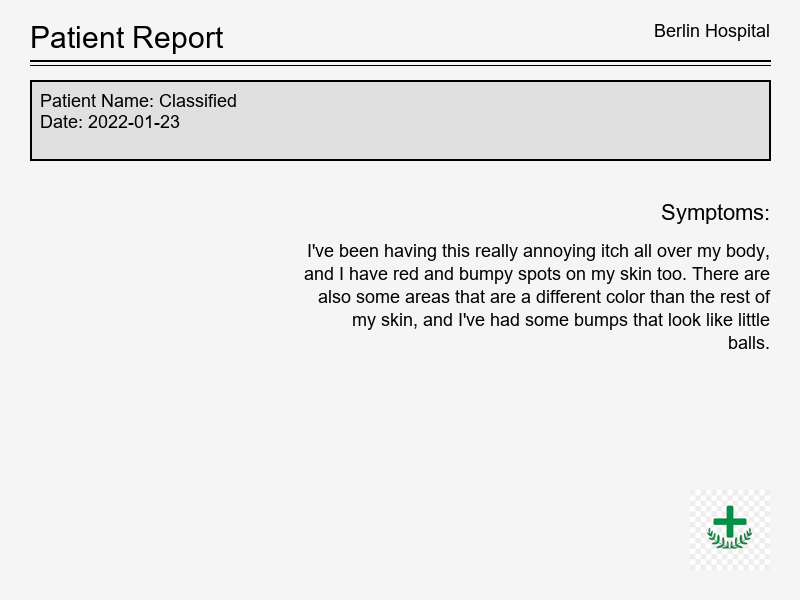 Patient Report
Berlin Hospital
Patient Name: Classified
Date: 2022-01-23
Symptoms:
I've been having this really annoying itch all over my body,
and I have red and bumpy spots on my skin too. There are
also some areas that are a different color than the rest of
my skin, and I've had some bumps that look like little
balls.